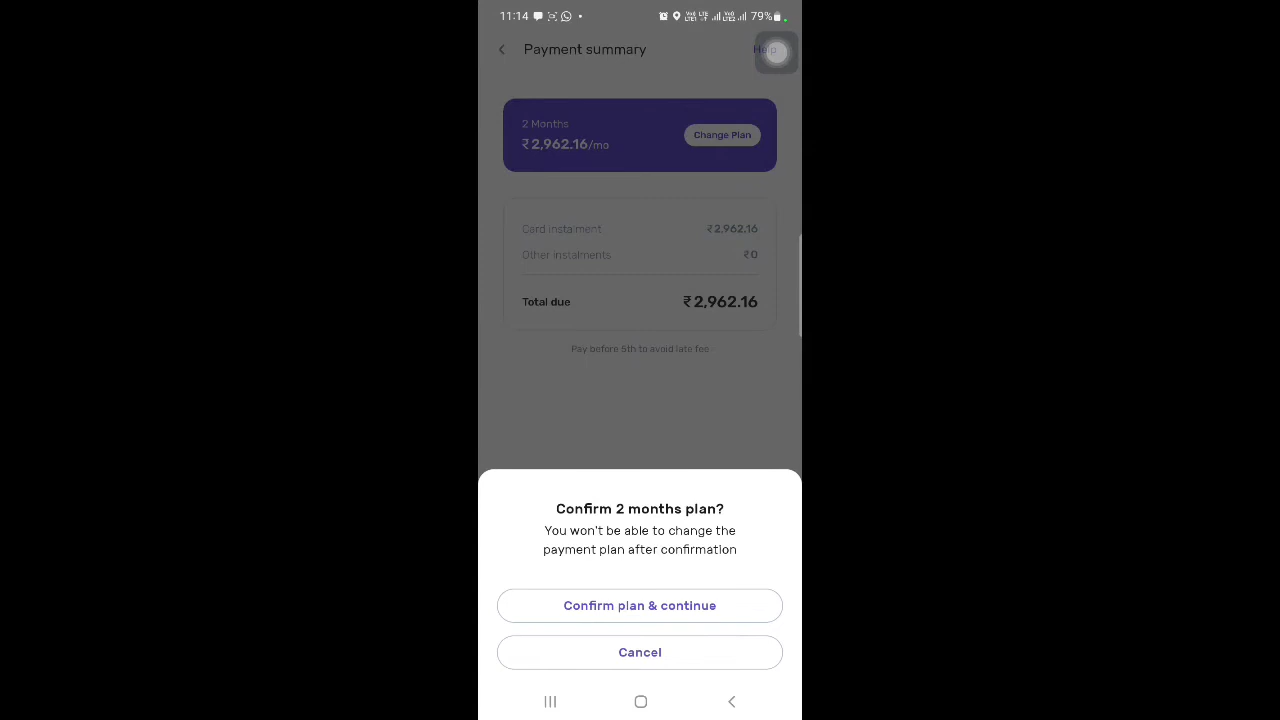 11:14 79%
Payment summary Help
2 Months
₹2,962.16/mo
Change Plan
Card instalment ₹2,962.16
Other instalments ₹0
Total due ₹2,962.16
Pay before 5th to avoid late fee
Confirm 2 months plan?
You won't be able to change the
payment plan after confirmation
Confirm plan & continue
Cancel